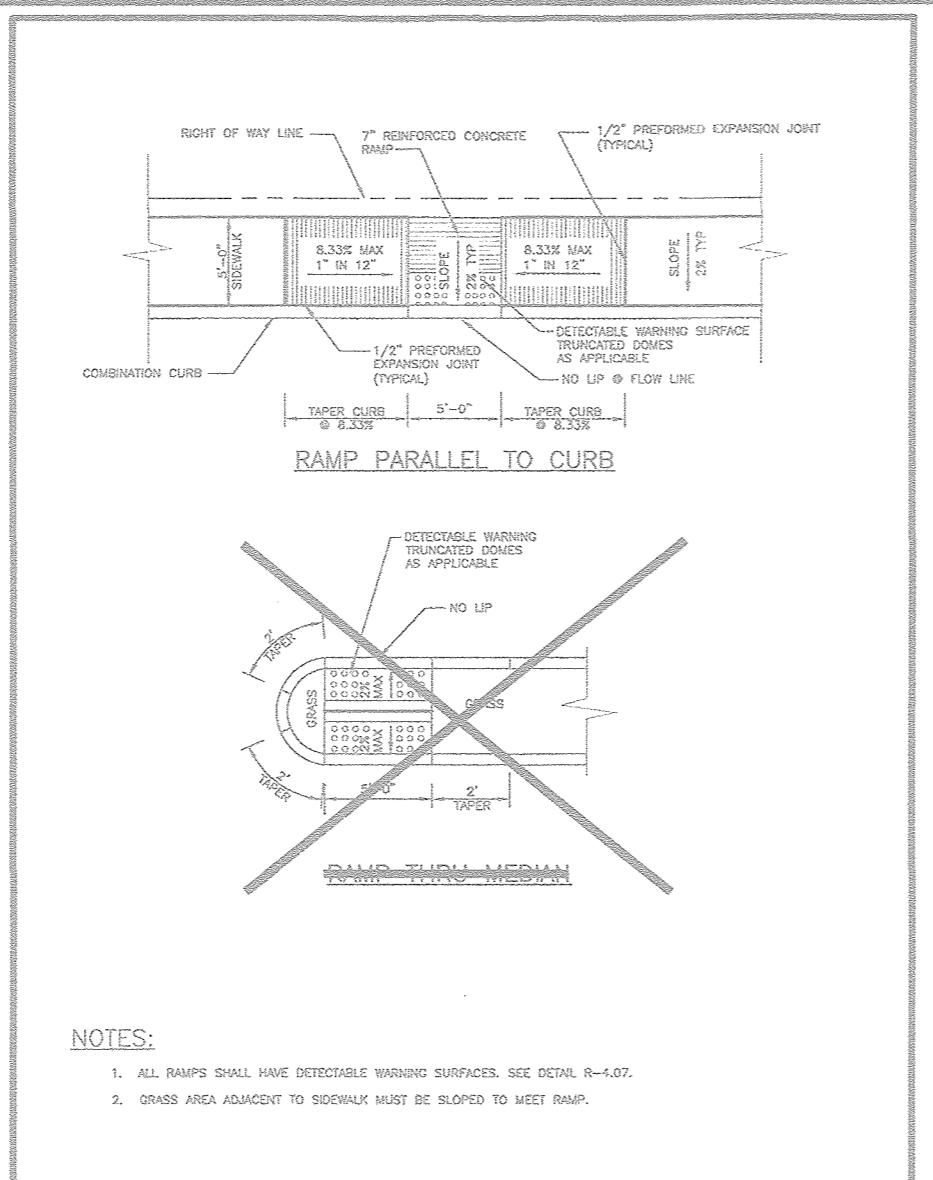 RIGHT OF WAY LINE
7" REINFORCED CONCRETE
RAMP
1/2" PREFORMED EXPANSION JOINT
(TYPICAL)
5'-0"
SIDEWALK
8.33% MAX
1" IN 12"
SLOPE
2% TYP
8.33% MAX
1" IN 12"
SLOPE
2% TYP
DETECTABLE WARNING SURFACE
TRUNCATED DOMES
AS APPLICABLE
1/2" PREFORMED
EXPANSION JOINT
(TYPICAL)
COMBINATION CURB
NO LIP @ FLOW LINE
TAPER CURB
@ 8.33%
5'-0"
TAPER CURB
@ 8.33%
RAMP PARALLEL TO CURB
DETECTABLE WARNING
TRUNCATED DOMES
AS APPLICABLE
NO LIP
2'
TAPER
GRASS
2%
MAX
GRASS
2%
MAX
2'
TAPER
5'-0"
2'
TAPER
RAMP THRU MEDIAN
NOTES:
1. ALL RAMPS SHALL HAVE DETECTABLE WARNING SURFACES. SEE DETAIL R-4.07.
2. GRASS AREA ADJACENT TO SIDEWALK MUST BE SLOPED TO MEET RAMP.